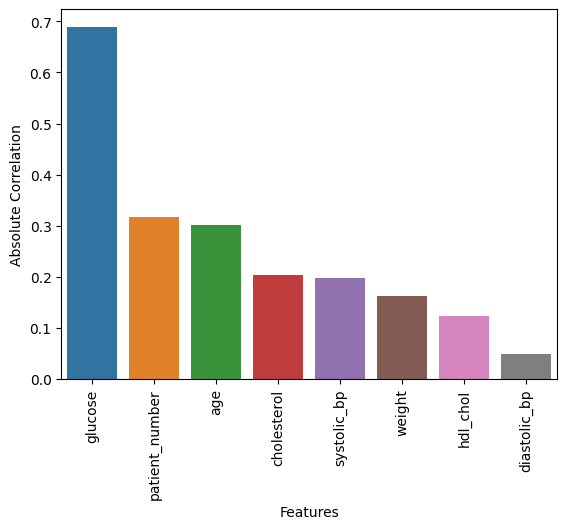 0.7
0.6
0.5
0.4
0.3
0.2
0.1
0.0
Absolute Correlation
glucose
patient_number
age
cholesterol
systolic_bp
weight
hdl_chol
diastolic_bp
Features